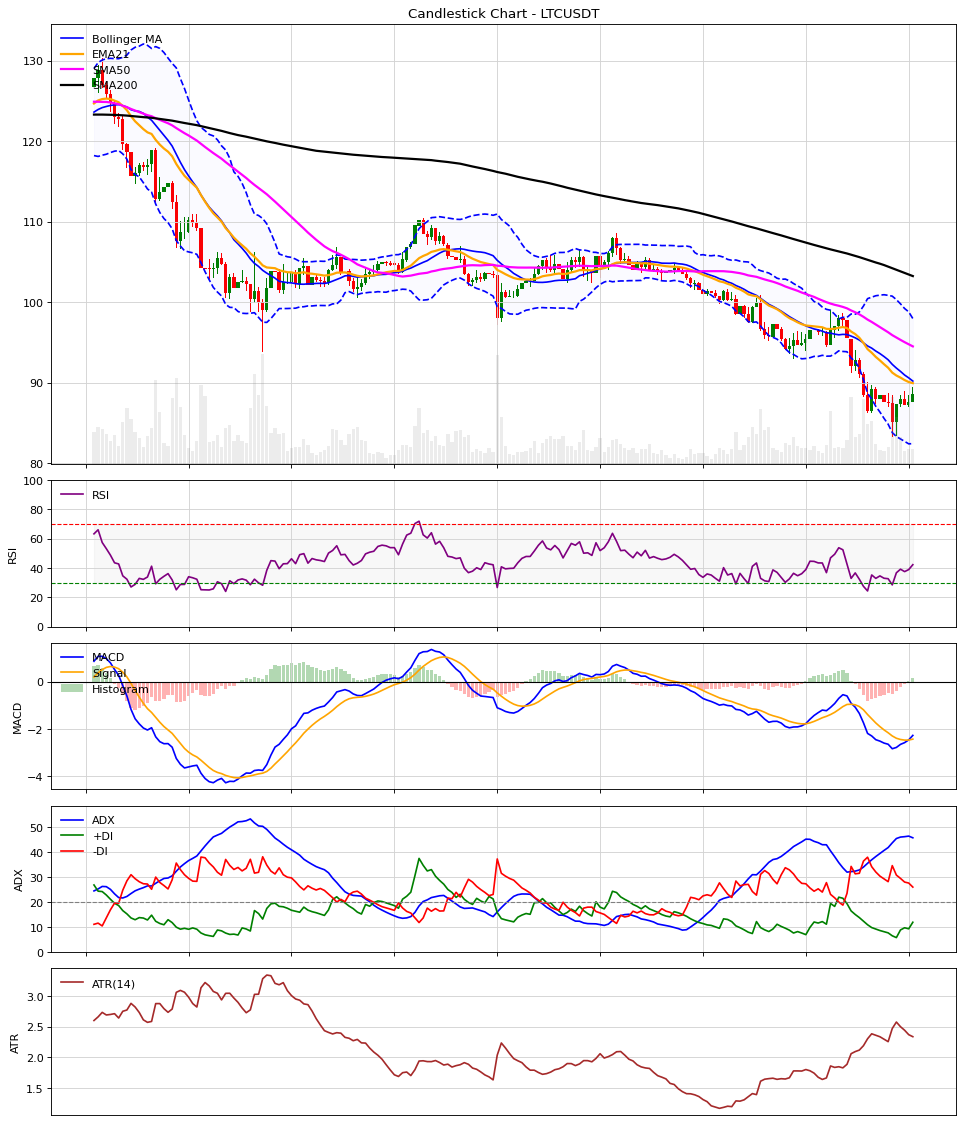 Candlestick Chart - LTCUSDT
Bollinger MA
EMA21
SMA50
SMA200
130
120
110
100
90
80
RSI
RSI
100
80
60
40
20
0
MACD
Signal
Histogram
MACD
0
−2
−4
ADX
+DI
-DI
ADX
50
40
30
20
10
0
ATR(14)
ATR
3.0
2.5
2.0
1.5